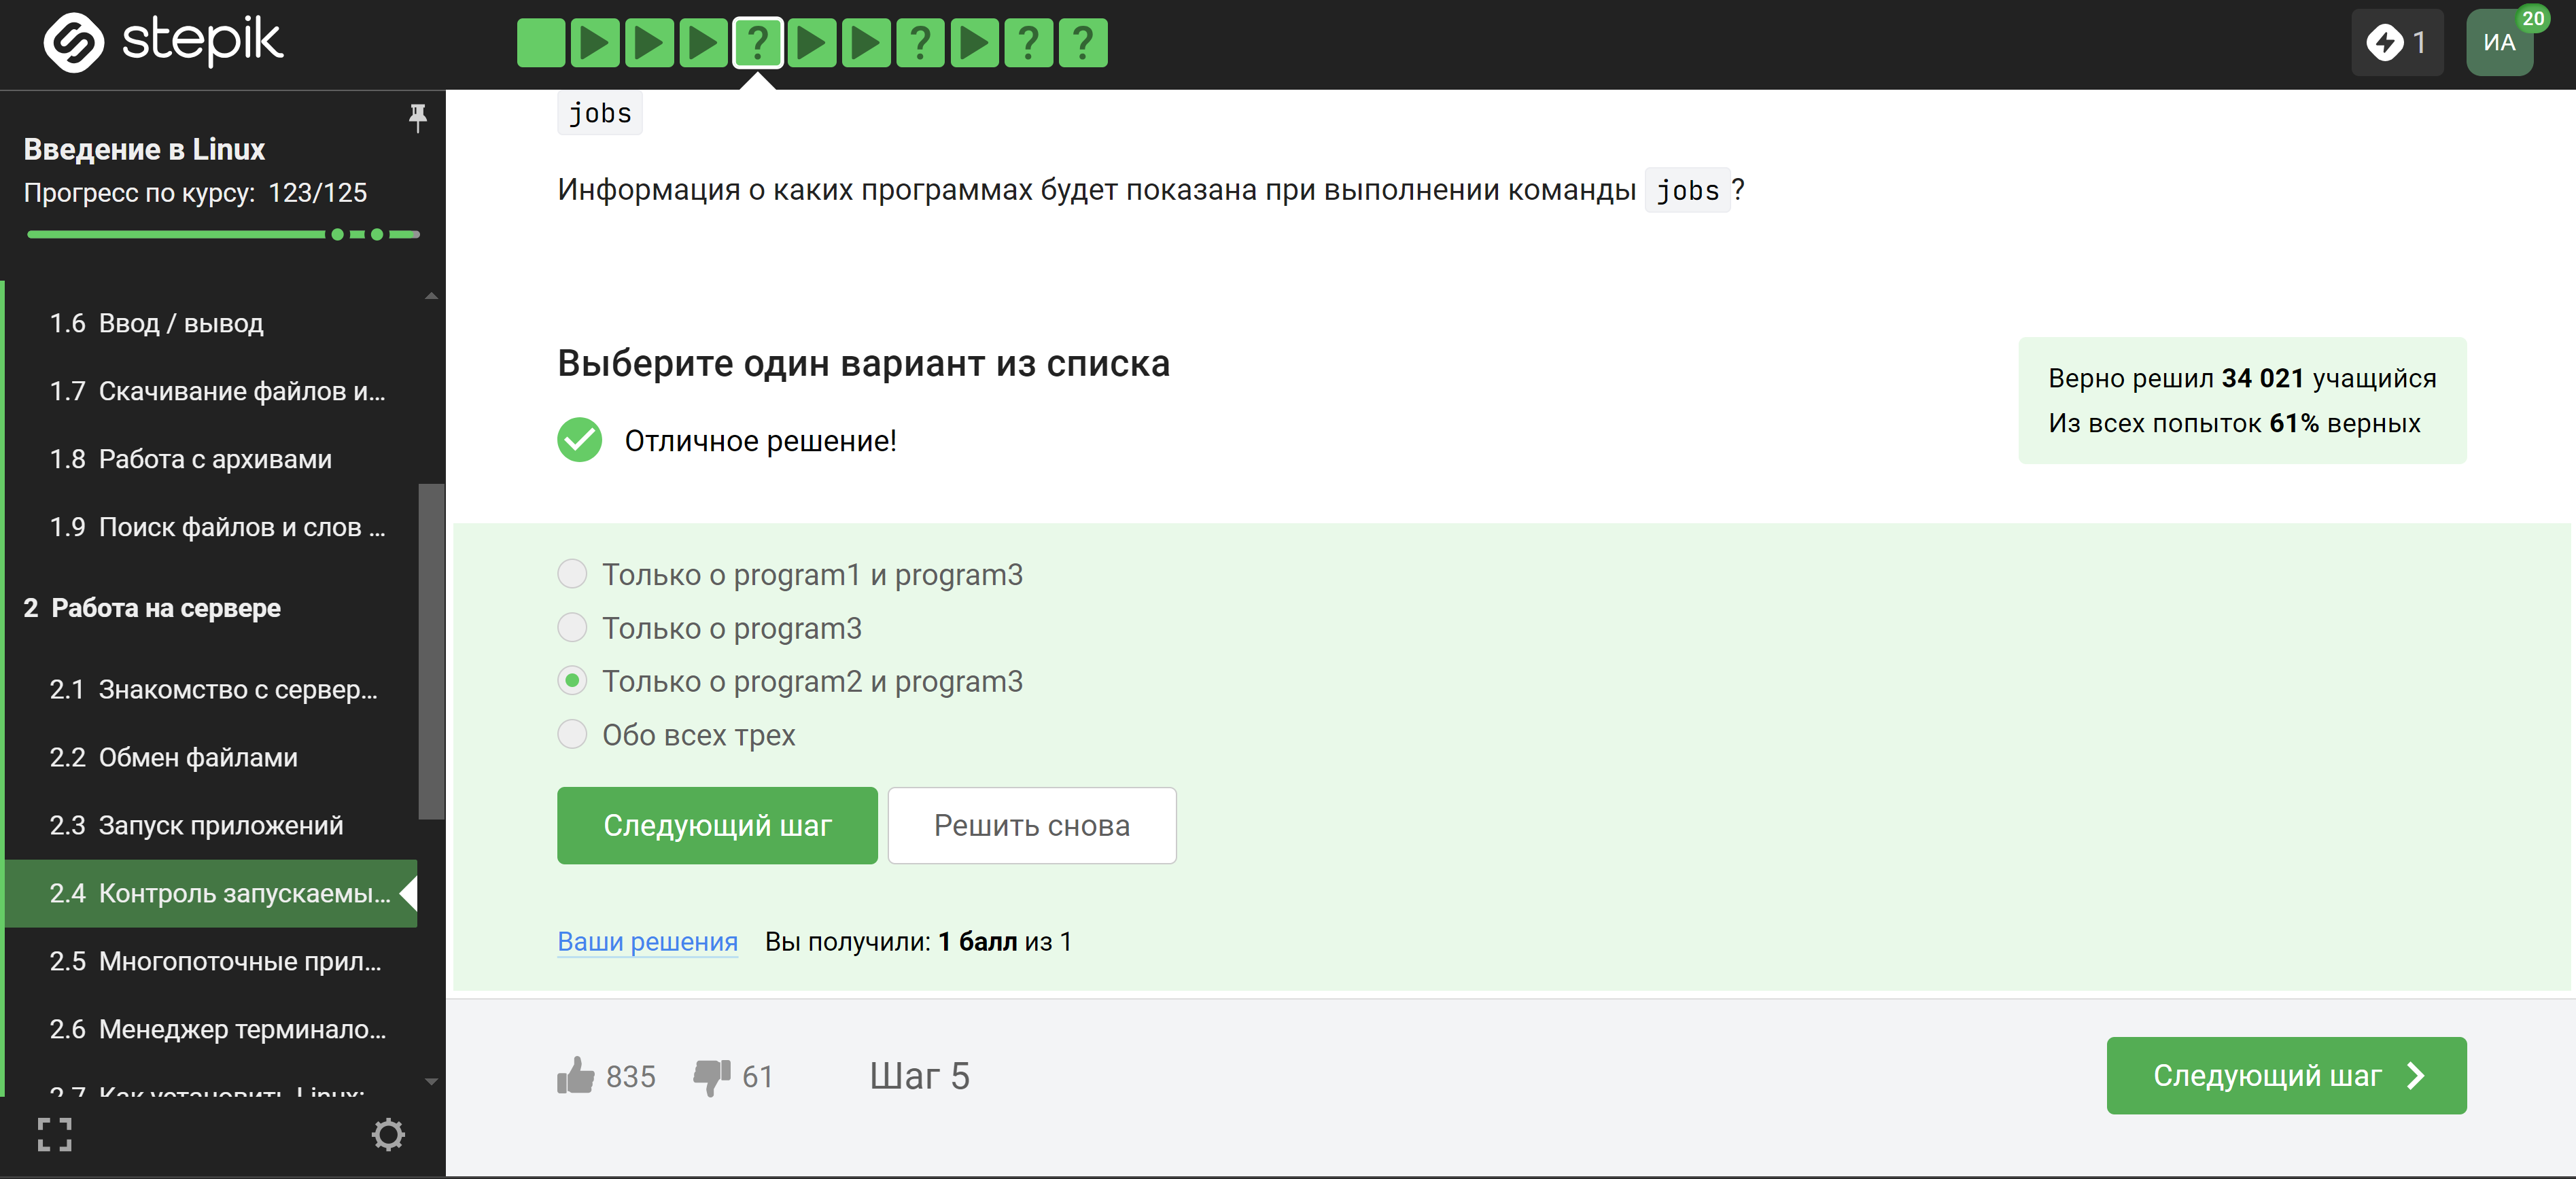 stepik
? ? ? ?
1
ИА
20
Введение в Linux
Прогресс по курсу: 123/125
1.6 Ввод / вывод
1.7 Скачивание файлов и...
1.8 Работа с архивами
1.9 Поиск файлов и слов ...
2 Работа на сервере
2.1 Знакомство с сервер...
2.2 Обмен файлами
2.3 Запуск приложений
2.4 Контроль запускаемы...
2.5 Многопоточные прил...
2.6 Менеджер терминало...
2.7 Как установить Linux:
jobs
Информация о каких программах будет показана при выполнении команды jobs?
Выберите один вариант из списка
Отличное решение!
Верно решил 34 021 учащийся
Из всех попыток 61% верных
Только о program1 и program3
Только о program3
Только о program2 и program3
Обо всех трех
Следующий шаг
Решить снова
Ваши решения Вы получили: 1 балл из 1
835 61 Шаг 5
Следующий шаг